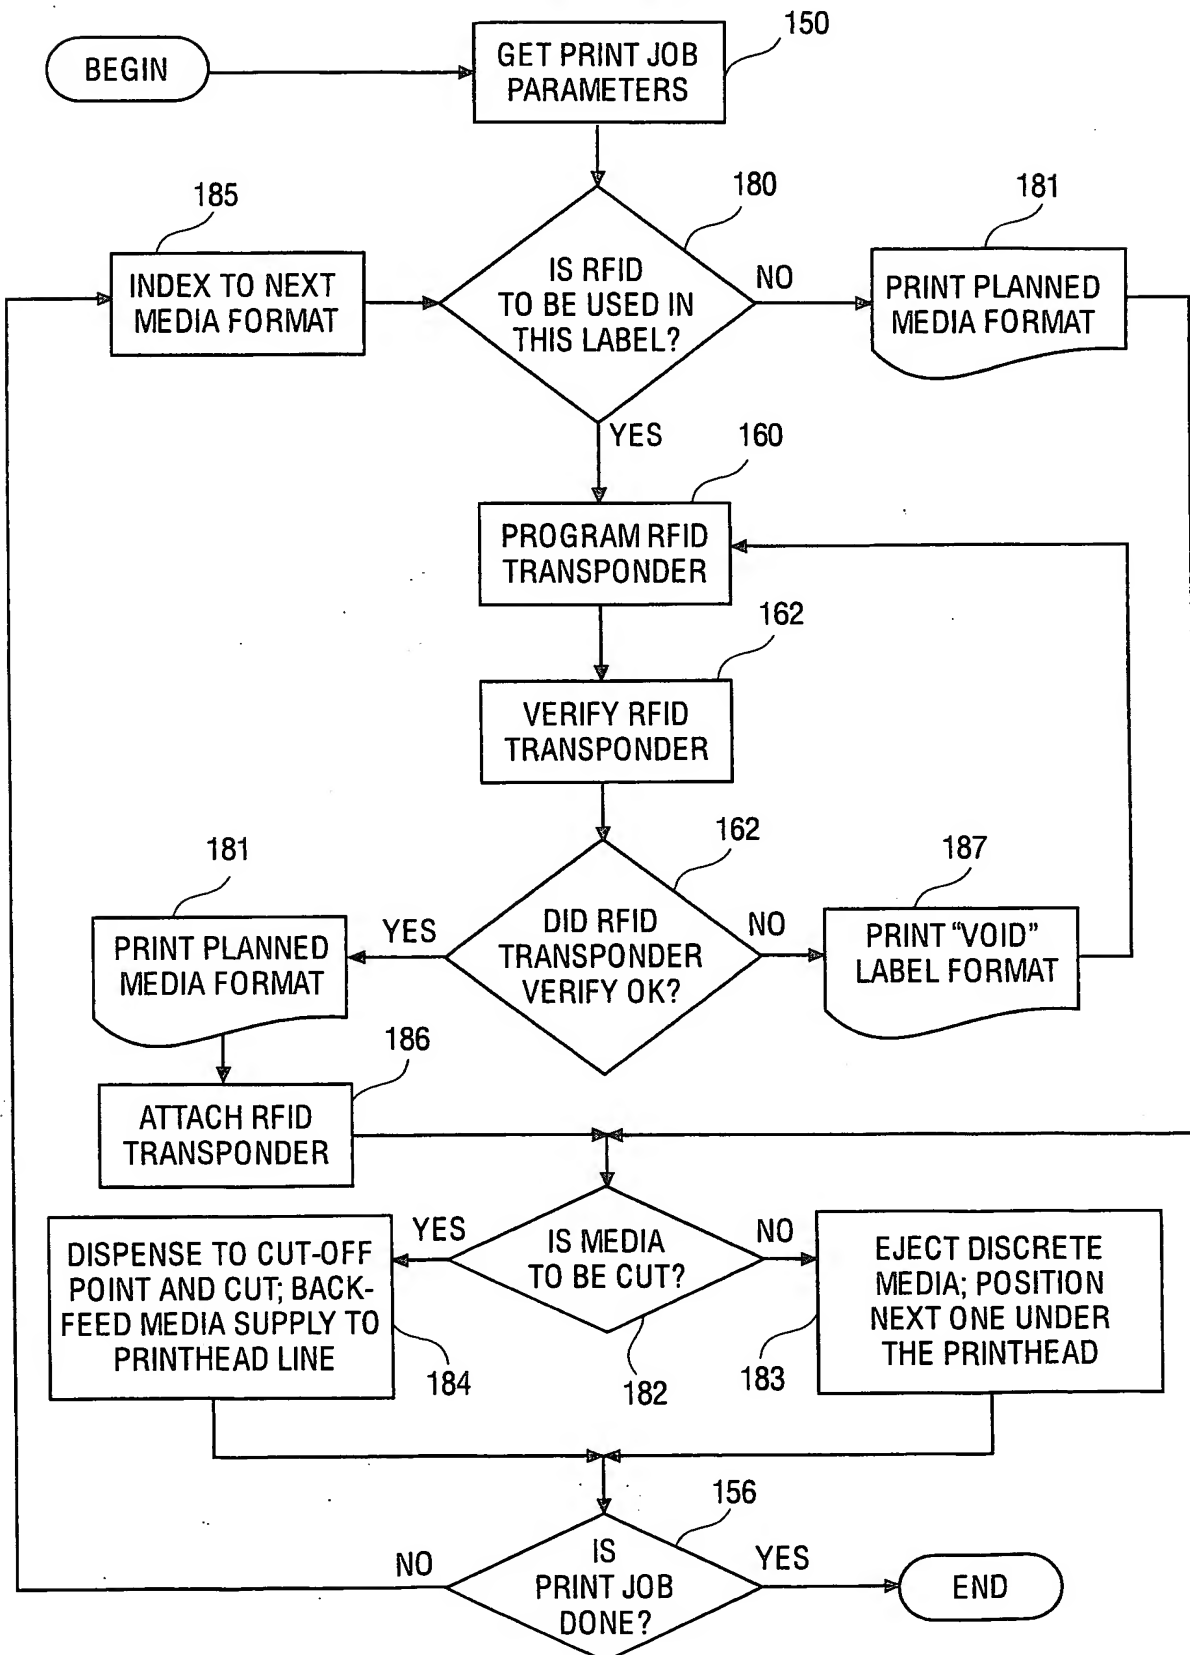 BEGIN
GET PRINT JOB
PARAMETERS
150
185
INDEX TO NEXT
MEDIA FORMAT
180
IS RFID
TO BE USED IN
THIS LABEL?
NO
181
PRINT PLANNED
MEDIA FORMAT
YES
160
PROGRAM RFID
TRANSPONDER
162
VERIFY RFID
TRANSPONDER
162
DID RFID
TRANSPONDER
VERIFY OK?
YES
NO
181
PRINT PLANNED
MEDIA FORMAT
187
PRINT "VOID"
LABEL FORMAT
186
ATTACH RFID
TRANSPONDER
IS MEDIA
TO BE CUT?
182
YES
NO
DISPENSE TO CUT-OFF
POINT AND CUT; BACK-
FEED MEDIA SUPPLY TO
PRINTHEAD LINE
184
EJECT DISCRETE
MEDIA; POSITION
NEXT ONE UNDER
THE PRINTHEAD
183
156
IS
PRINT JOB
DONE?
NO
YES
END